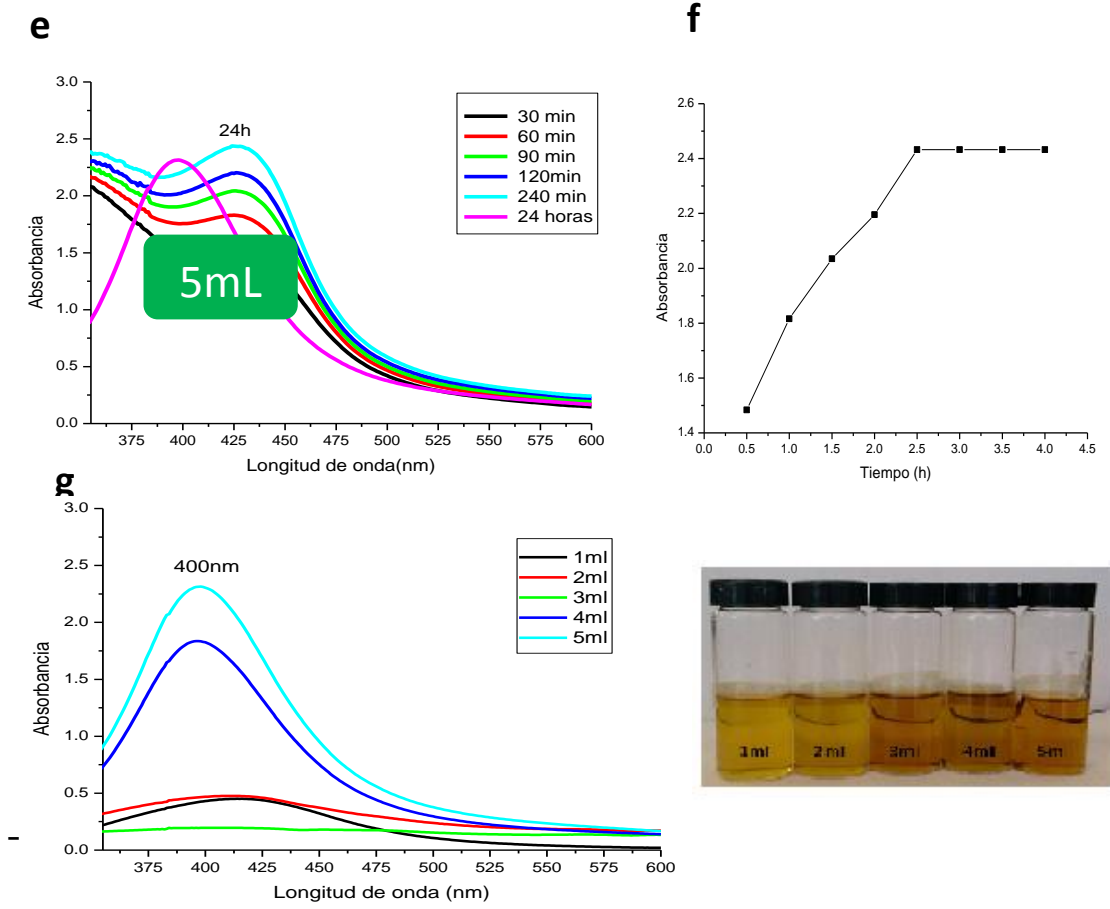 e
3.0
2.5
2.0
1.5
1.0
0.5
0.0
Absorbancia
24h
5mL
30 min
60 min
90 min
120min
240 min
24 horas
375 400 425 450 475 500 525 550 575 600
Longitud de onda(nm)
f
2.6
2.4
2.2
2.0
1.8
1.6
1.4
Absorbancia
0.0 0.5 1.0 1.5 2.0 2.5 3.0 3.5 4.0 4.5
Tiempo (h)
g
3.0
2.5
2.0
1.5
1.0
0.5
0.0
Absorbancia
400nm
1ml
2ml
3ml
4ml
5ml
375 400 425 450 475 500 525 550 575 600
Longitud de onda (nm)
1ml 2ml 3ml 4ml 5m